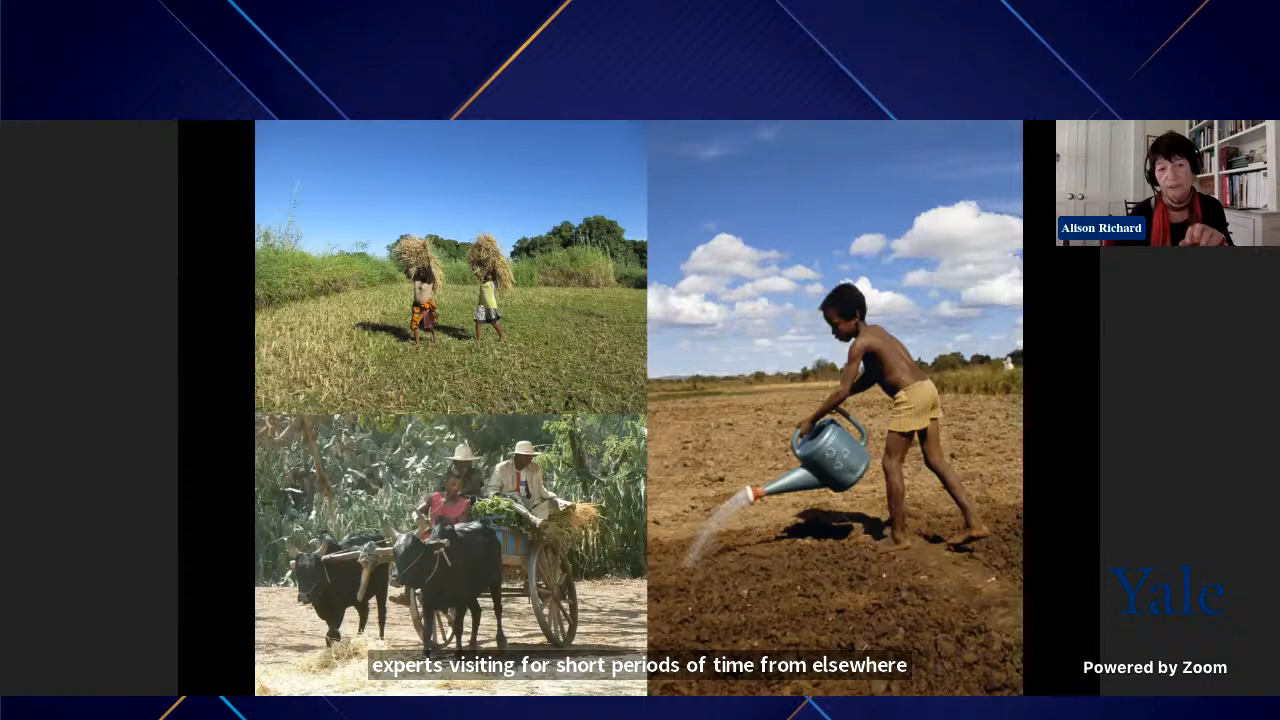 Alison Richard
Yale
experts visiting for short periods of time from elsewhere
Powered by Zoom